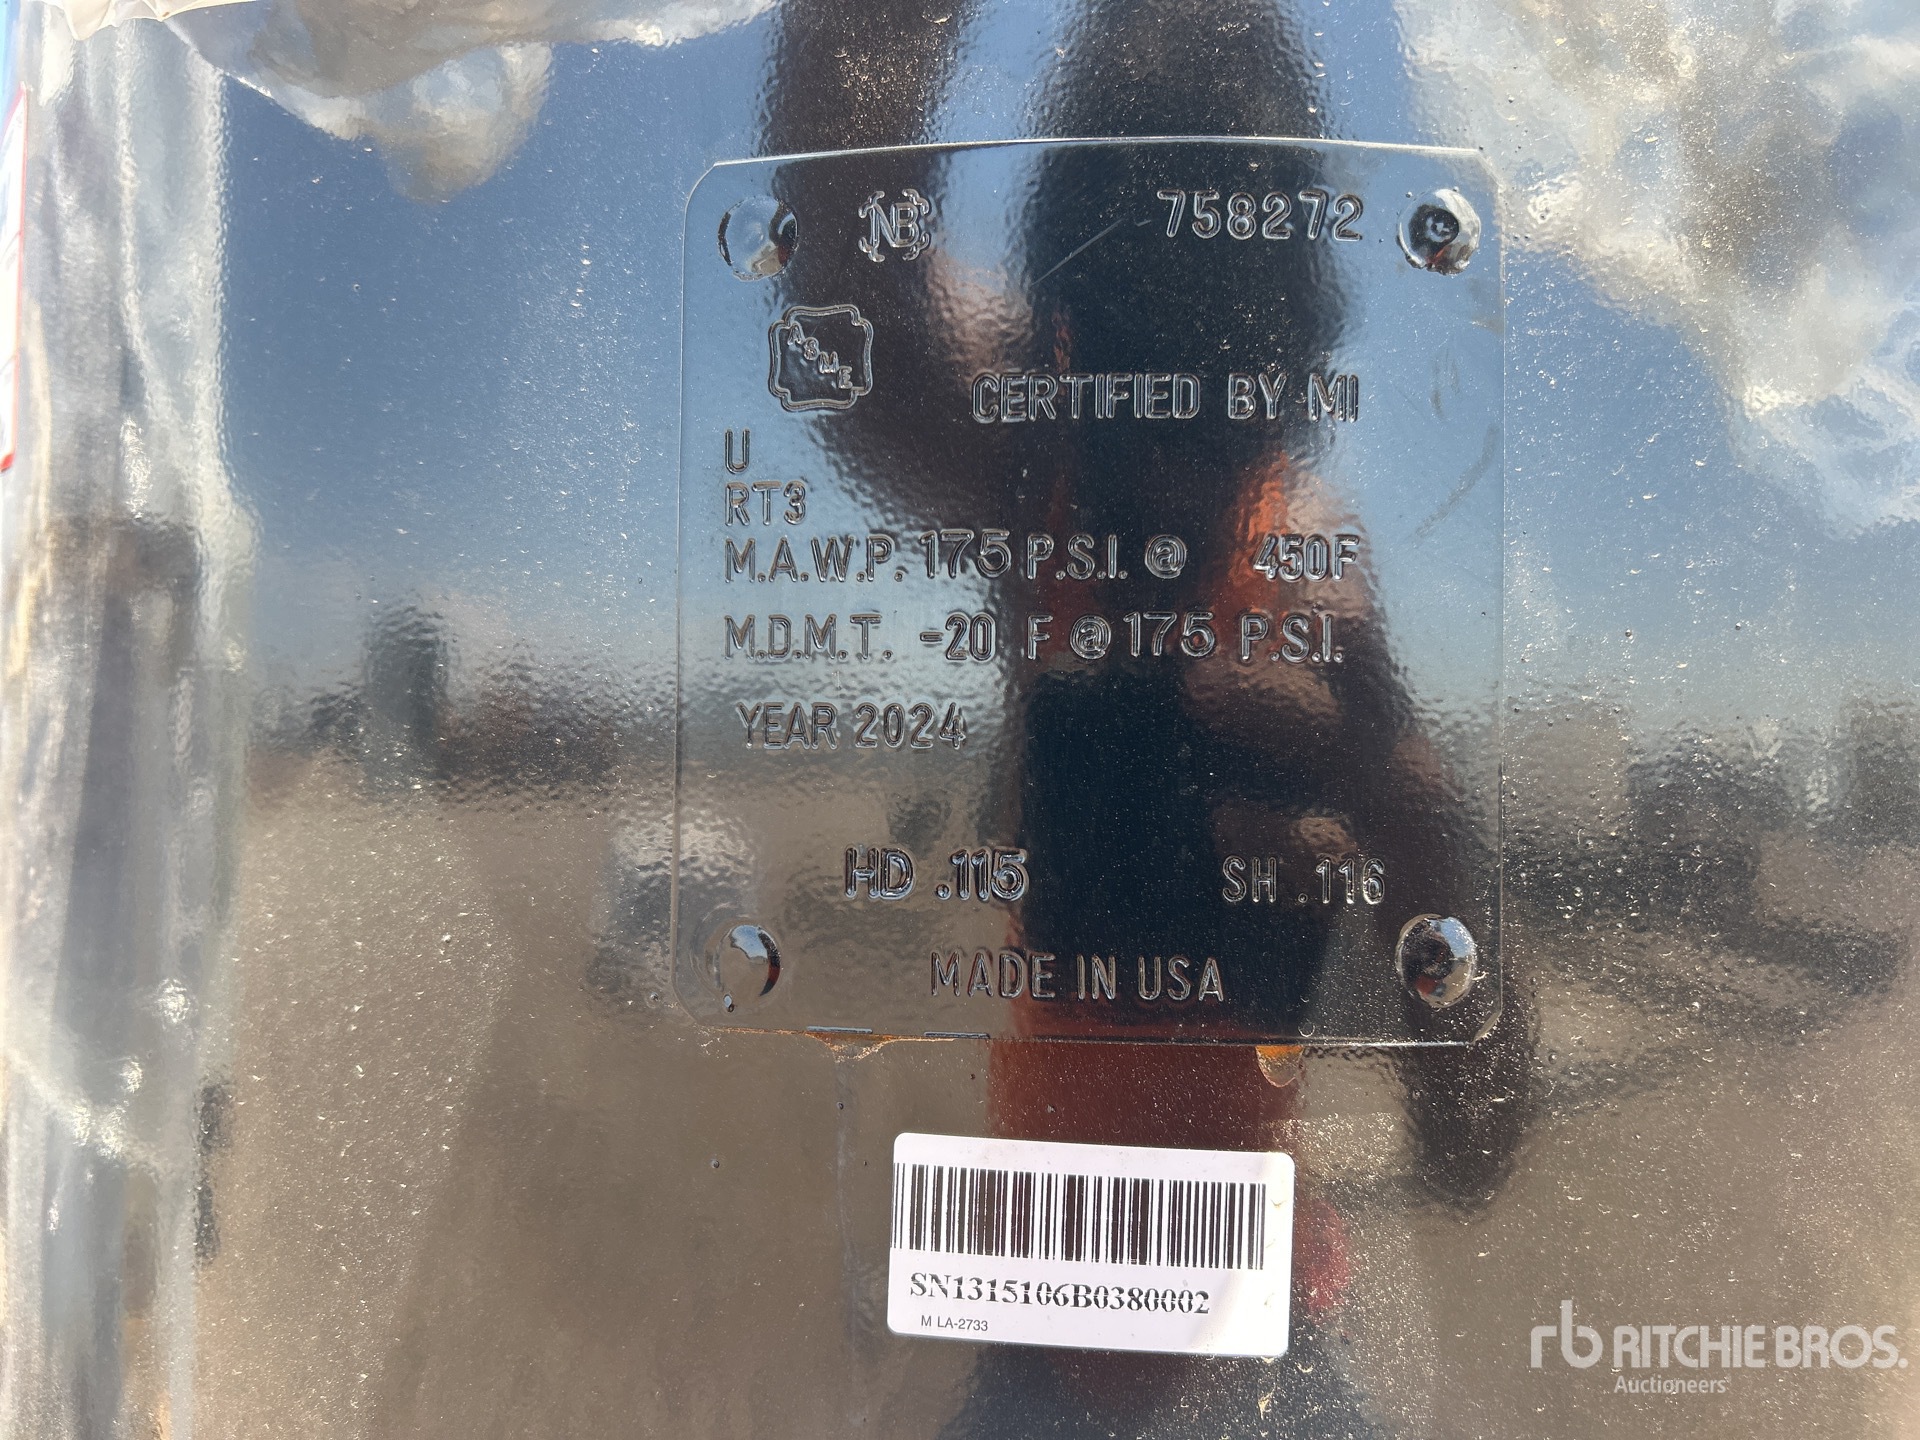 NB 758272
ASME
CERTIFIED BY MI
U
RT3
M.A.W.P. 175 P.S.I. @ 450F
M.D.M.T. -20 F @ 175 P.S.I.
YEAR 2024
HD .115 SH .116
MADE IN USA
SN1315106B0380002
M LA-2733
rb RITCHIE BROS.
Auctioneers